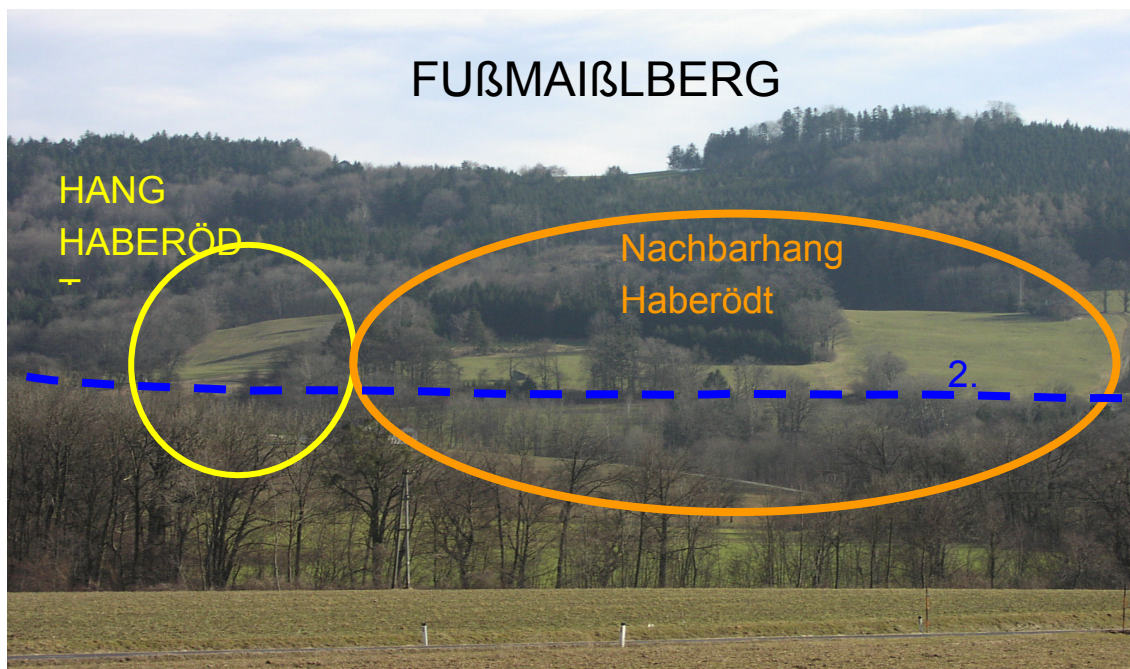 FUßMAIßLBERG
HANG
HABERÖD
T
Nachbarhang
Haberödt
2.